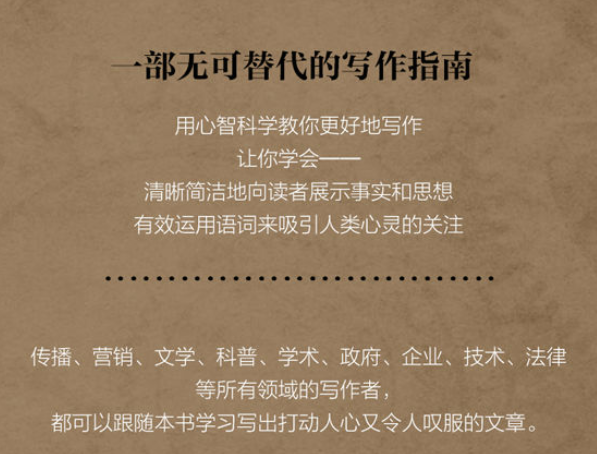 一部无可替代的写作指南
用心智科学教你更好地写作
让你学会——
清晰简洁地向读者展示事实和思想
有效运用语词来吸引人类心灵的关注
传播、营销、文学、科普、学术、政府、企业、技术、法律
等所有领域的写作者，
都可以跟随本书学习写出打动人心又令人叹服的文章。